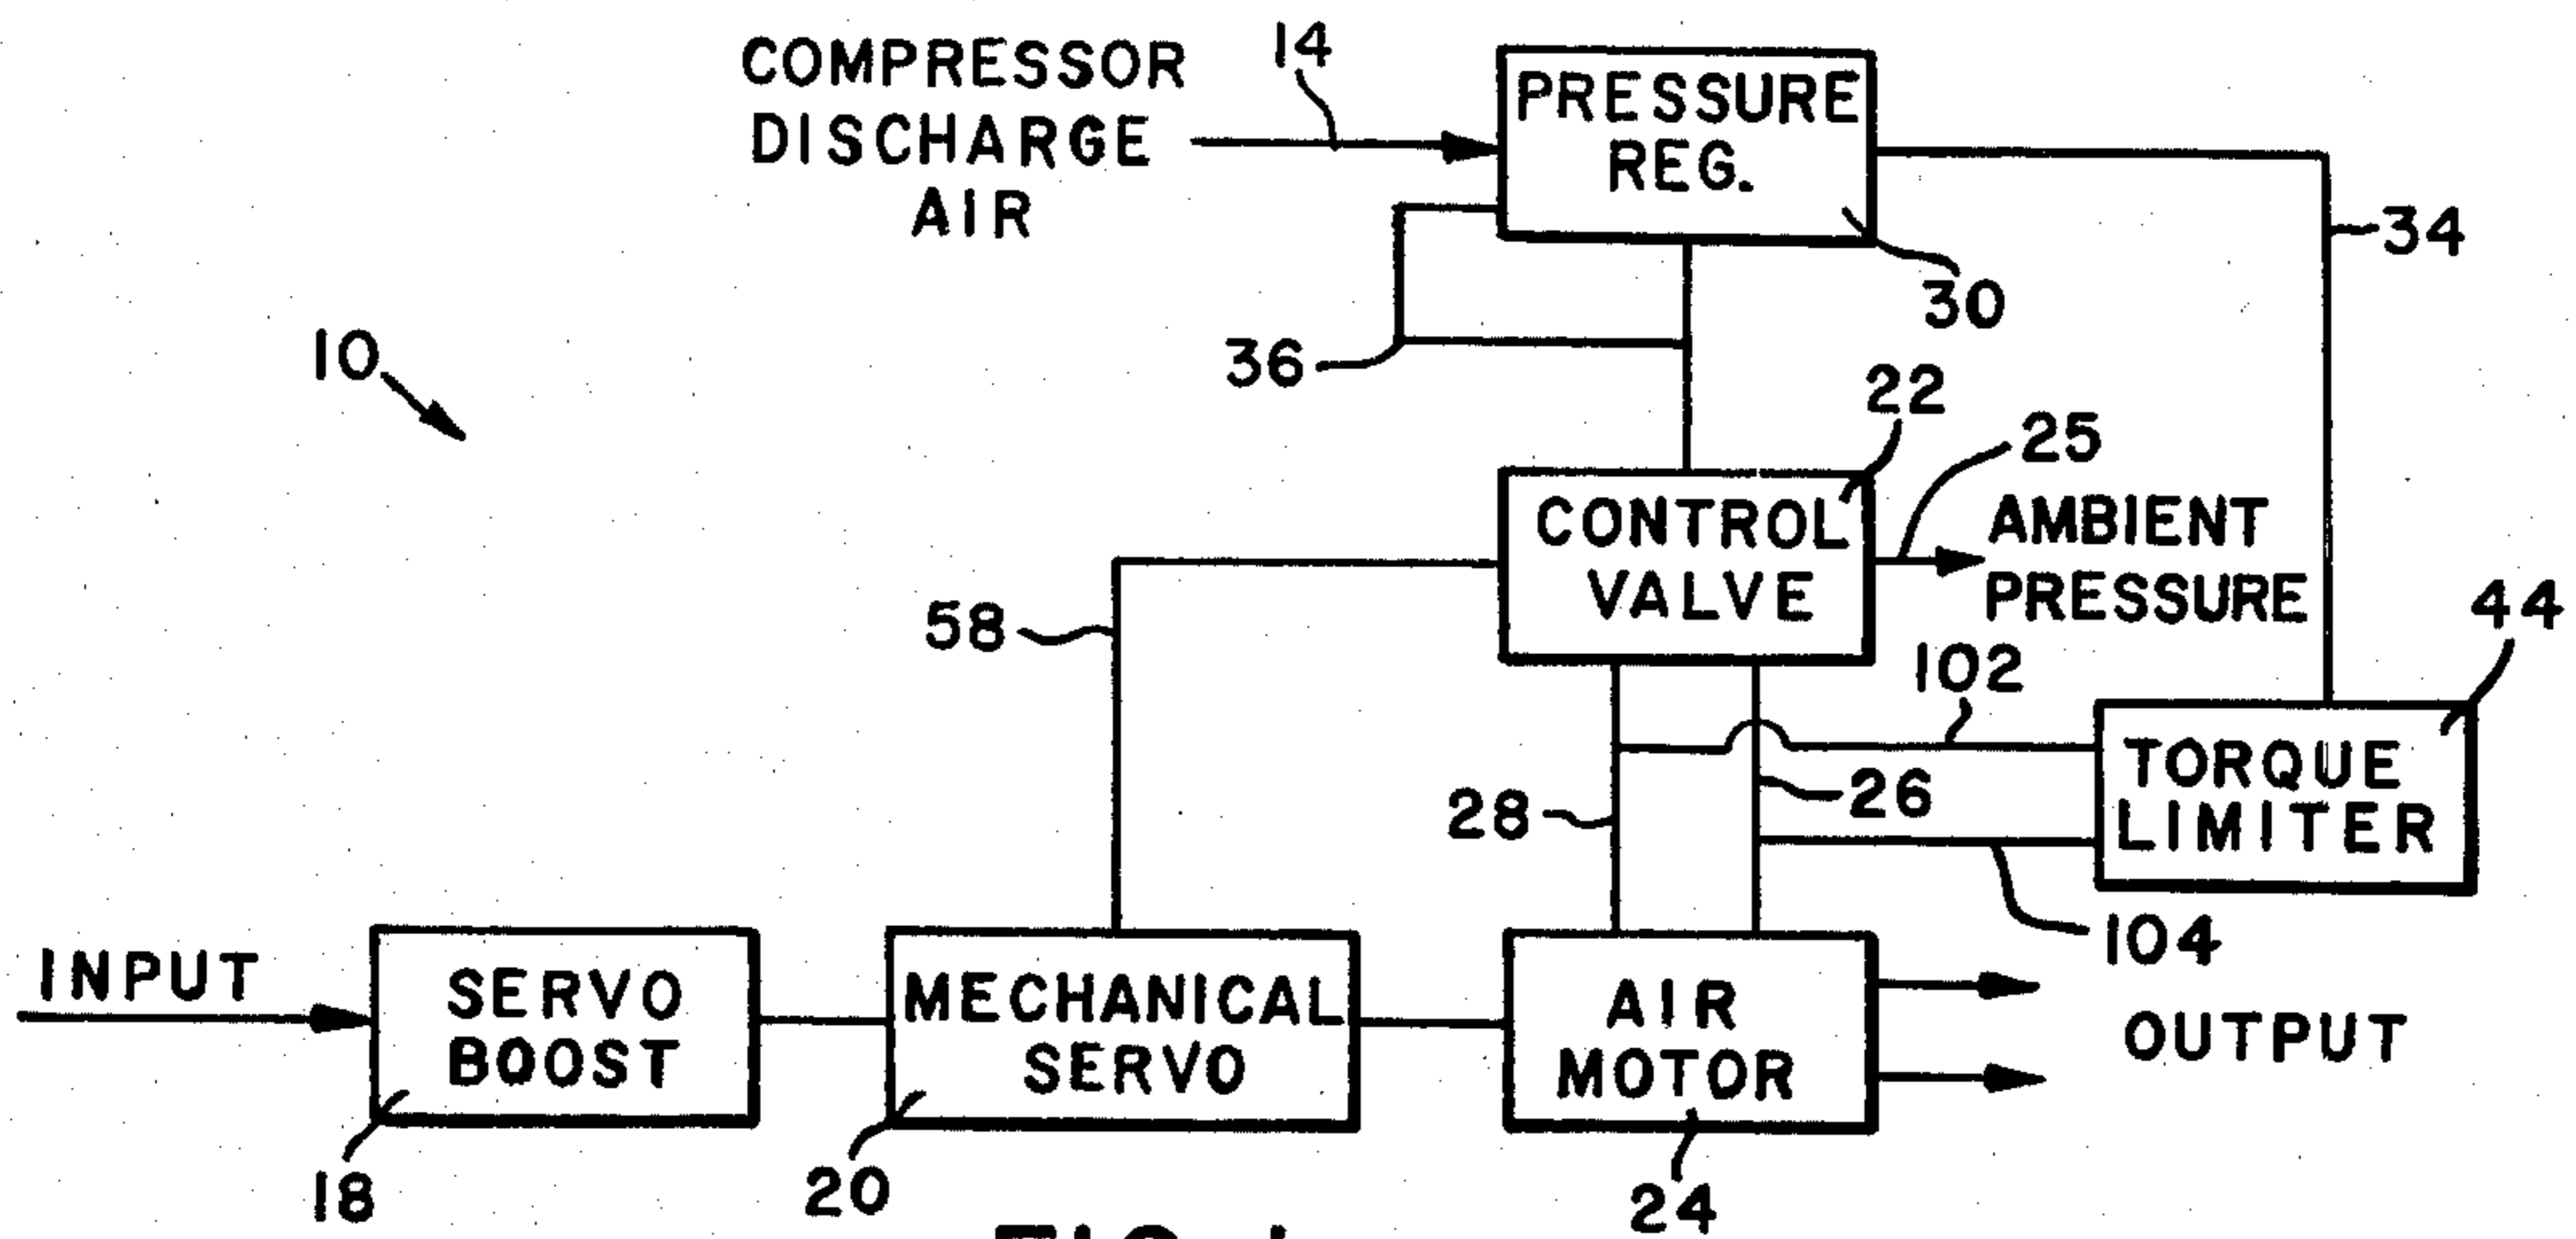 COMPRESSOR
DISCHARGE
AIR
14
PRESSURE
REG.
34
30
36
10
22
25
CONTROL
VALVE
AMBIENT
PRESSURE
58
44
102
TORQUE
LIMITER
28
26
104
INPUT
SERVO
BOOST
MECHANICAL
SERVO
AIR
MOTOR
OUTPUT
18
20
24